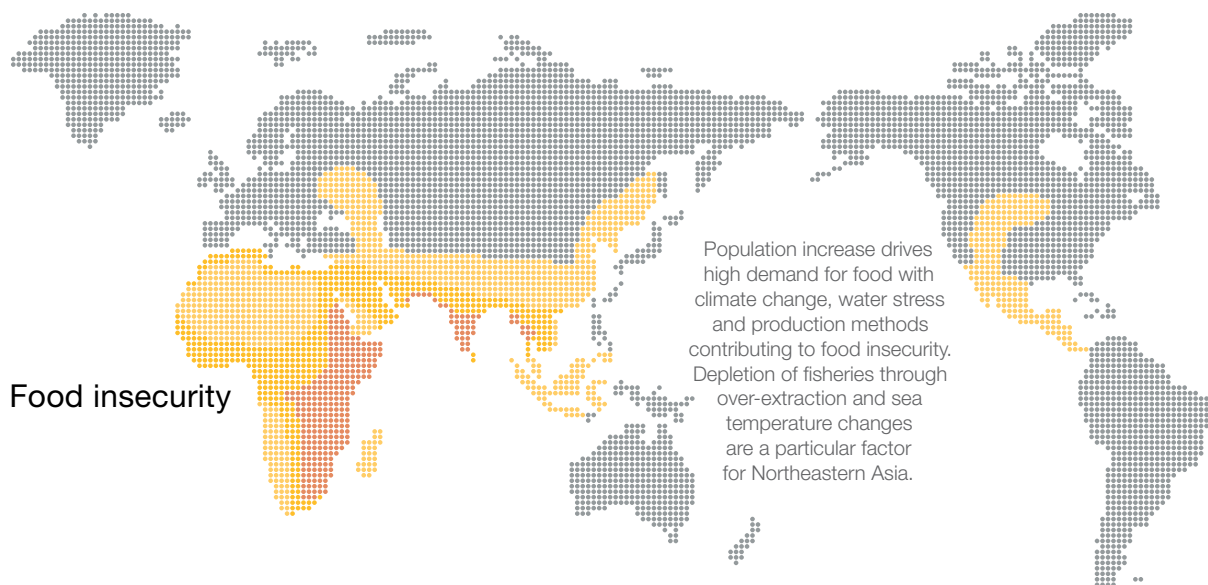 Population increase drives
high demand for food with
climate change, water stress
and production methods
contributing to food insecurity.
Depletion of fisheries through
over-extraction and sea
temperature changes
are a particular factor
for Northeastern Asia.
Food insecurity